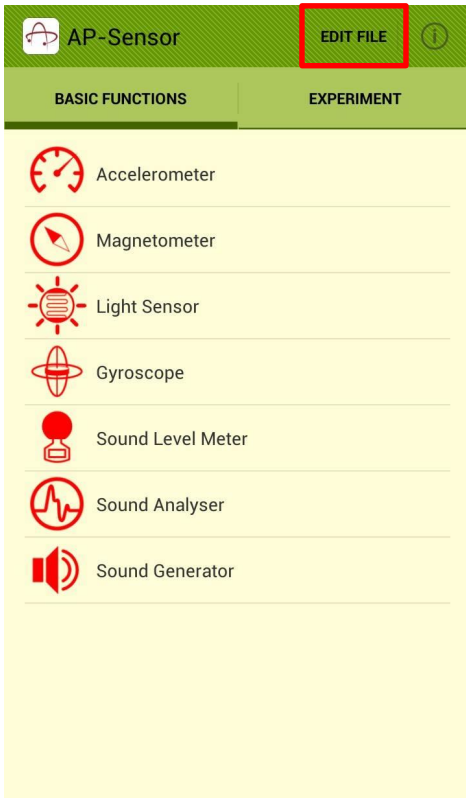 AP-Sensor EDIT FILE
BASIC FUNCTIONS EXPERIMENT
Accelerometer
Magnetometer
Light Sensor
Gyroscope
Sound Level Meter
Sound Analyser
Sound Generator